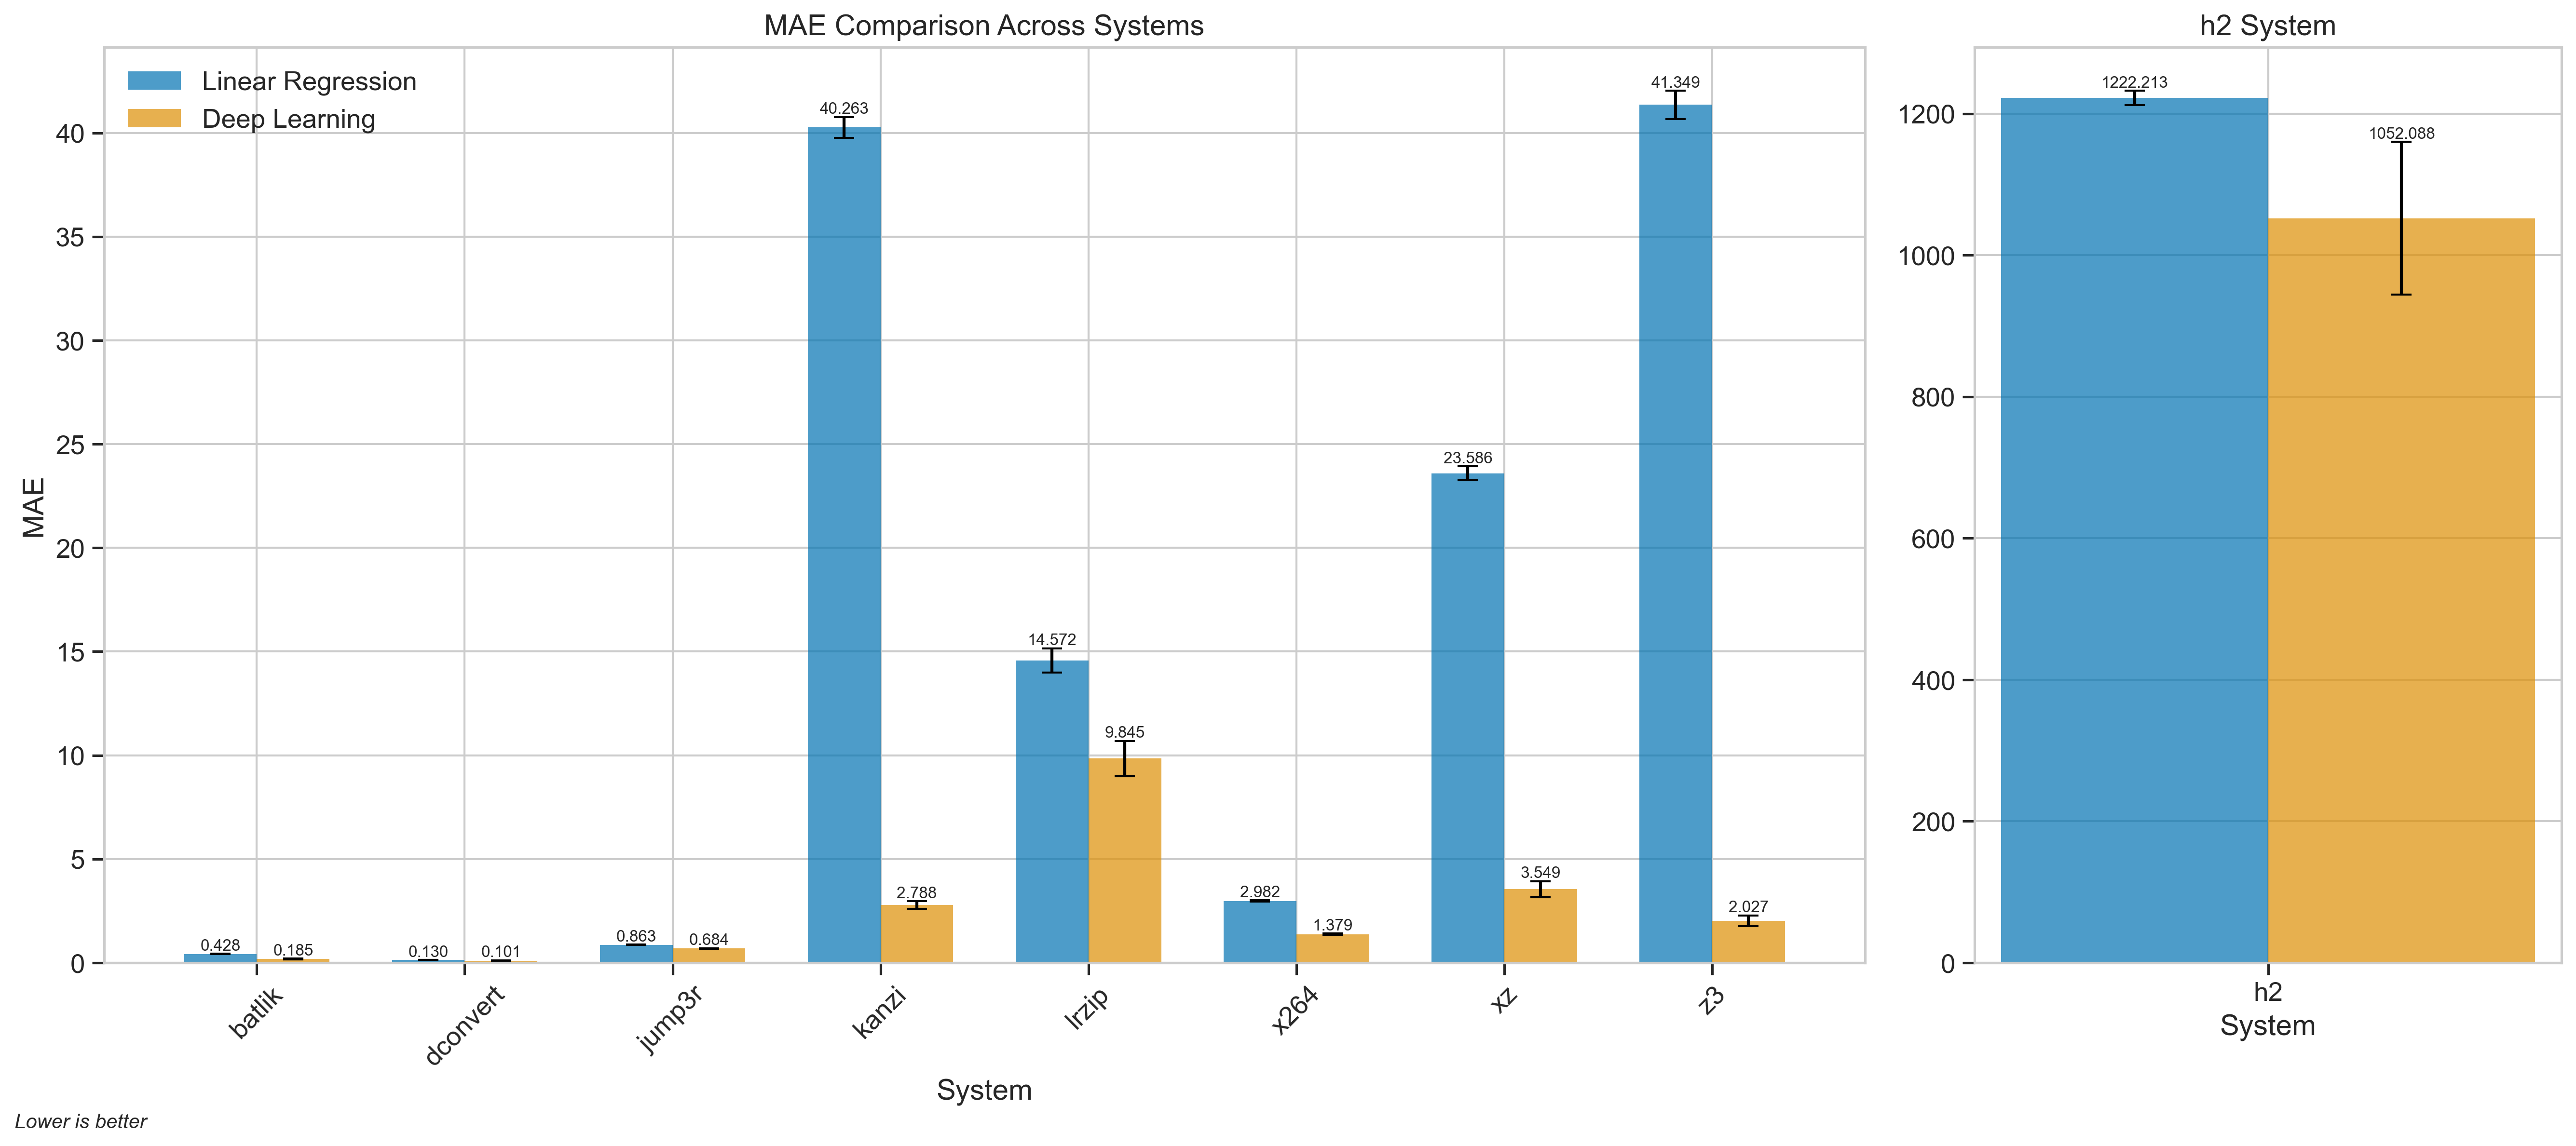 MAE Comparison Across Systems
Linear Regression
Deep Learning
MAE
40
35
30
25
20
15
10
5
0
0.428
0.185
0.130
0.101
0.863
0.684
40.263
2.788
14.572
9.845
2.982
1.379
23.586
3.549
41.349
2.027
batlik
dconvert
jump3r
kanzi
lrzip
x264
xz
z3
System
h2 System
1200
1000
800
600
400
200
0
1222.213
1052.088
h2
System
Lower is better